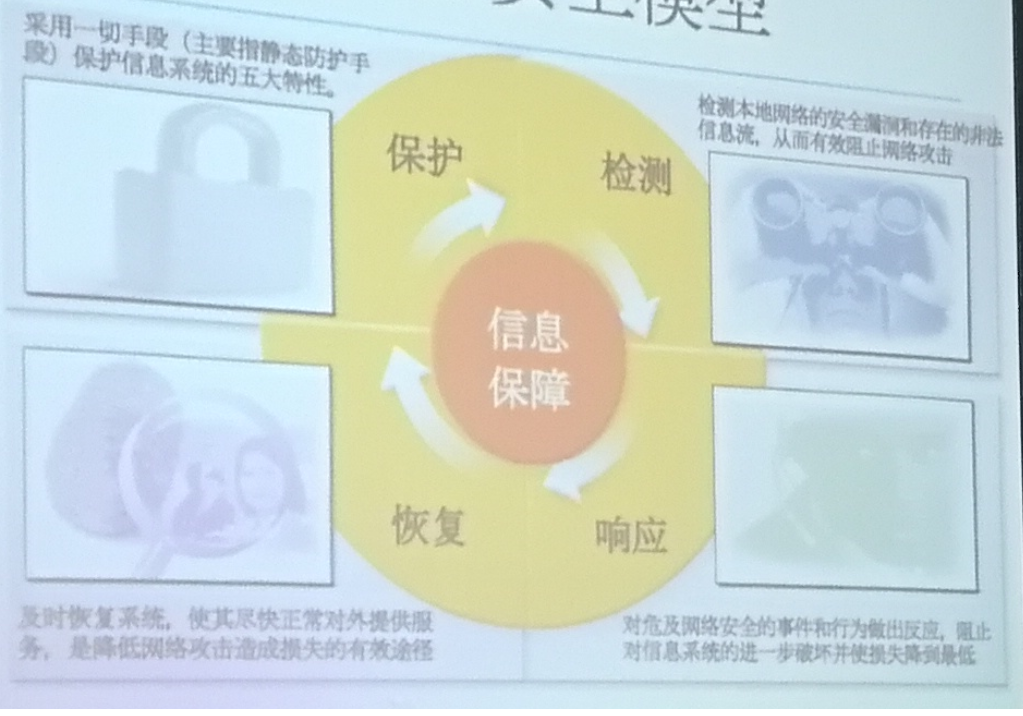 全模型
采用一切手段（主要指静态防护手
段）保护信息系统的五大特性。
检测本地网络的安全漏洞和存在的非法
信息流，从而有效阻止网络攻击
保护
检测
信息
保障
恢复
响应
及时恢复系统，使其尽快正常对外提供服
务，是降低网络攻击造成损失的有效途径
对危及网络安全的事件和行为做出反应，阻止
对信息系统的进一步破坏并使损失降到最低